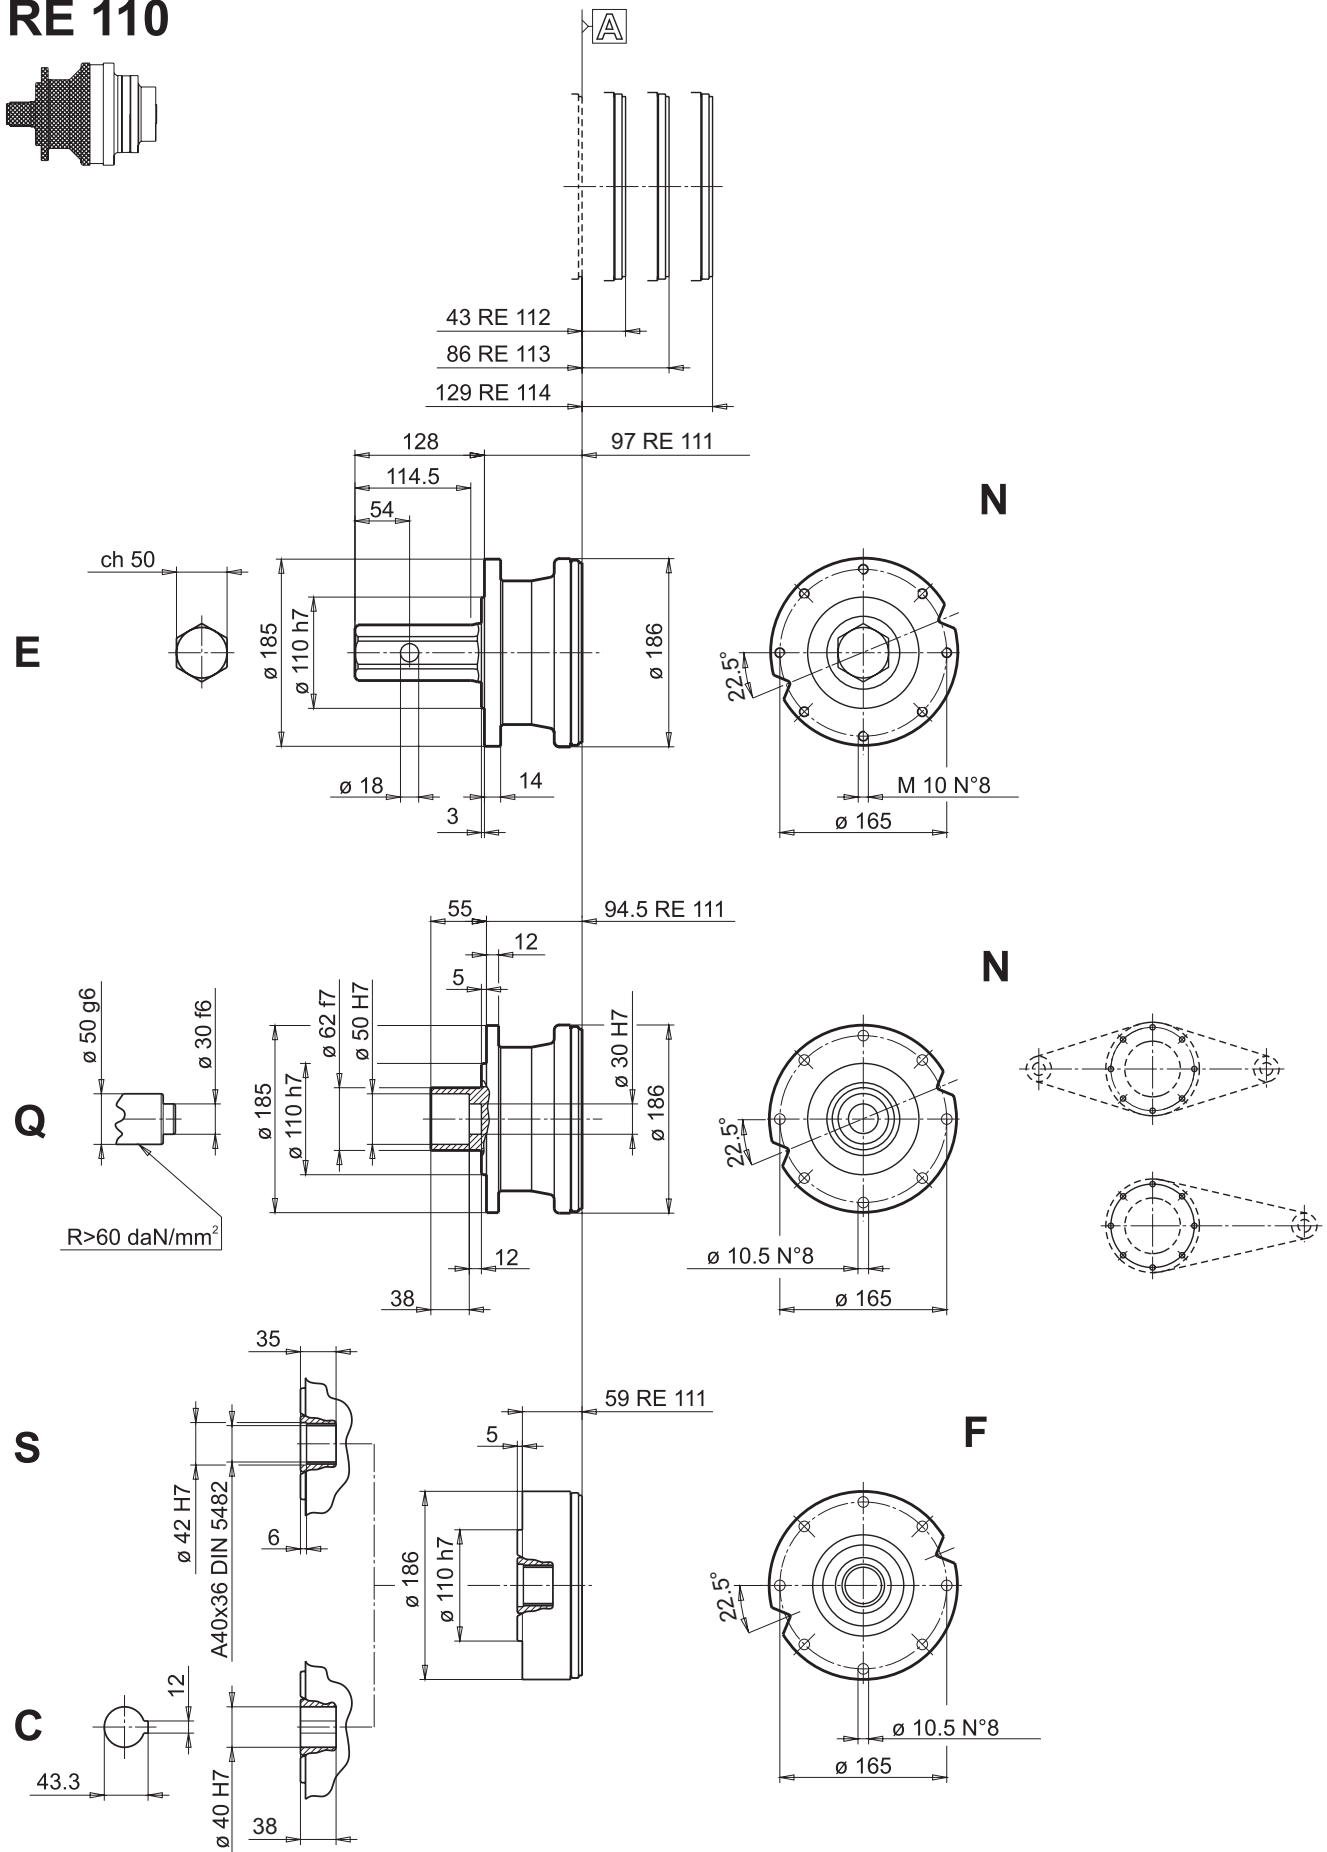 RE 110
A
43 RE 112
86 RE 113
129 RE 114
128
97 RE 111
114.5
54
N
ch 50
E
ø 185
ø 110 h7
ø 186
22.5°
ø 18
14
3
M 10 N°8
ø 165
55
94.5 RE 111
12
5
N
ø 50 g6
ø 30 f6
ø 62 f7
ø 50 H7
ø 30 H7
Q
ø 185
ø 110 h7
ø 186
22.5°
R>60 daN/mm²
12
38
ø 10.5 N°8
ø 165
35
59 RE 111
5
S
F
ø 42 H7
A40x36 DIN 5482
6
ø 186
ø 110 h7
22.5°
12
C
43.3
ø 40 H7
38
ø 10.5 N°8
ø 165